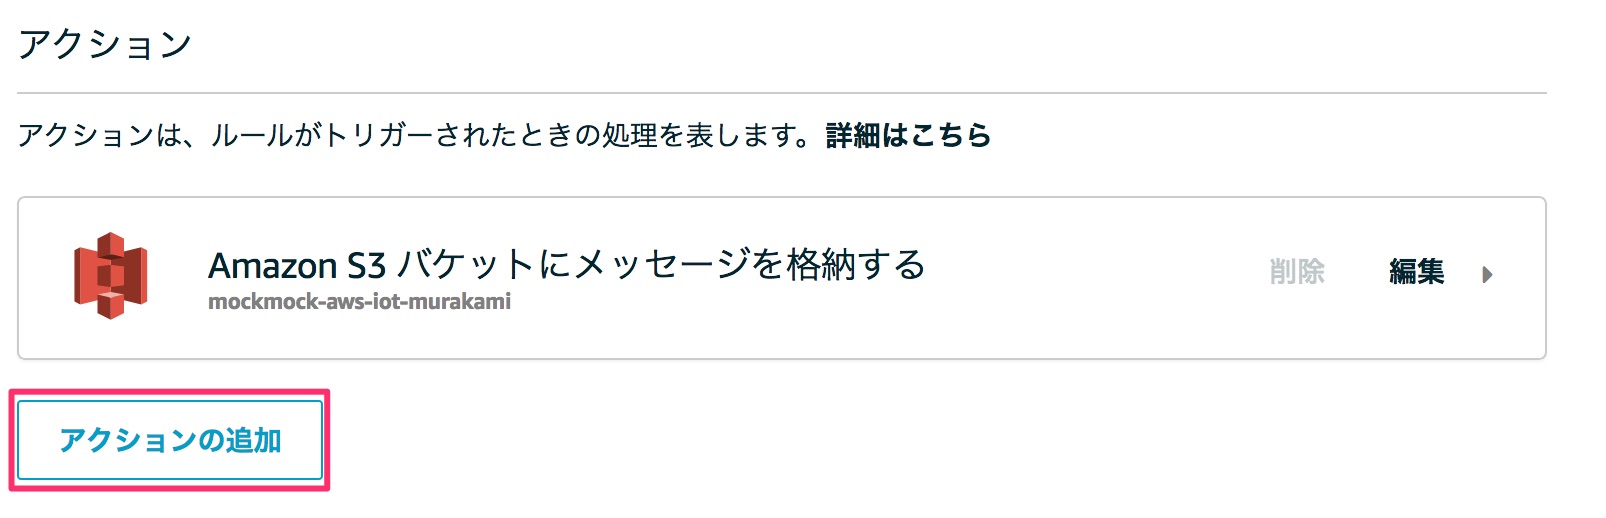 アクション
アクションは、ルールがトリガーされたときの処理を表します。詳細はこちら
Amazon S3 バケットにメッセージを格納する
mockmock-aws-iot-murakami
削除 編集
アクションの追加